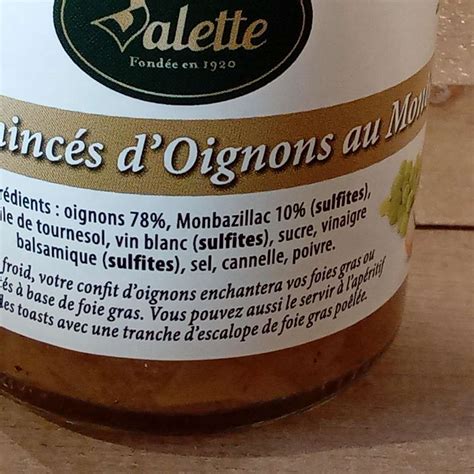 Valette
Fondée en 1920
mincés d'Oignons au Mon
rédients : oignons 78%, Monbazillac 10% (sulfites),
ile de tournesol, vin blanc (sulfites), sucre, vinaigre
balsamique (sulfites), sel, cannelle, poivre.
froid, votre confit d'oignons enchantera vos foies gras ou
és à base de foie gras. Vous pouvez aussi le servir à l'apéritif
des toasts avec une tranche d'escalope de foie gras poêlée.